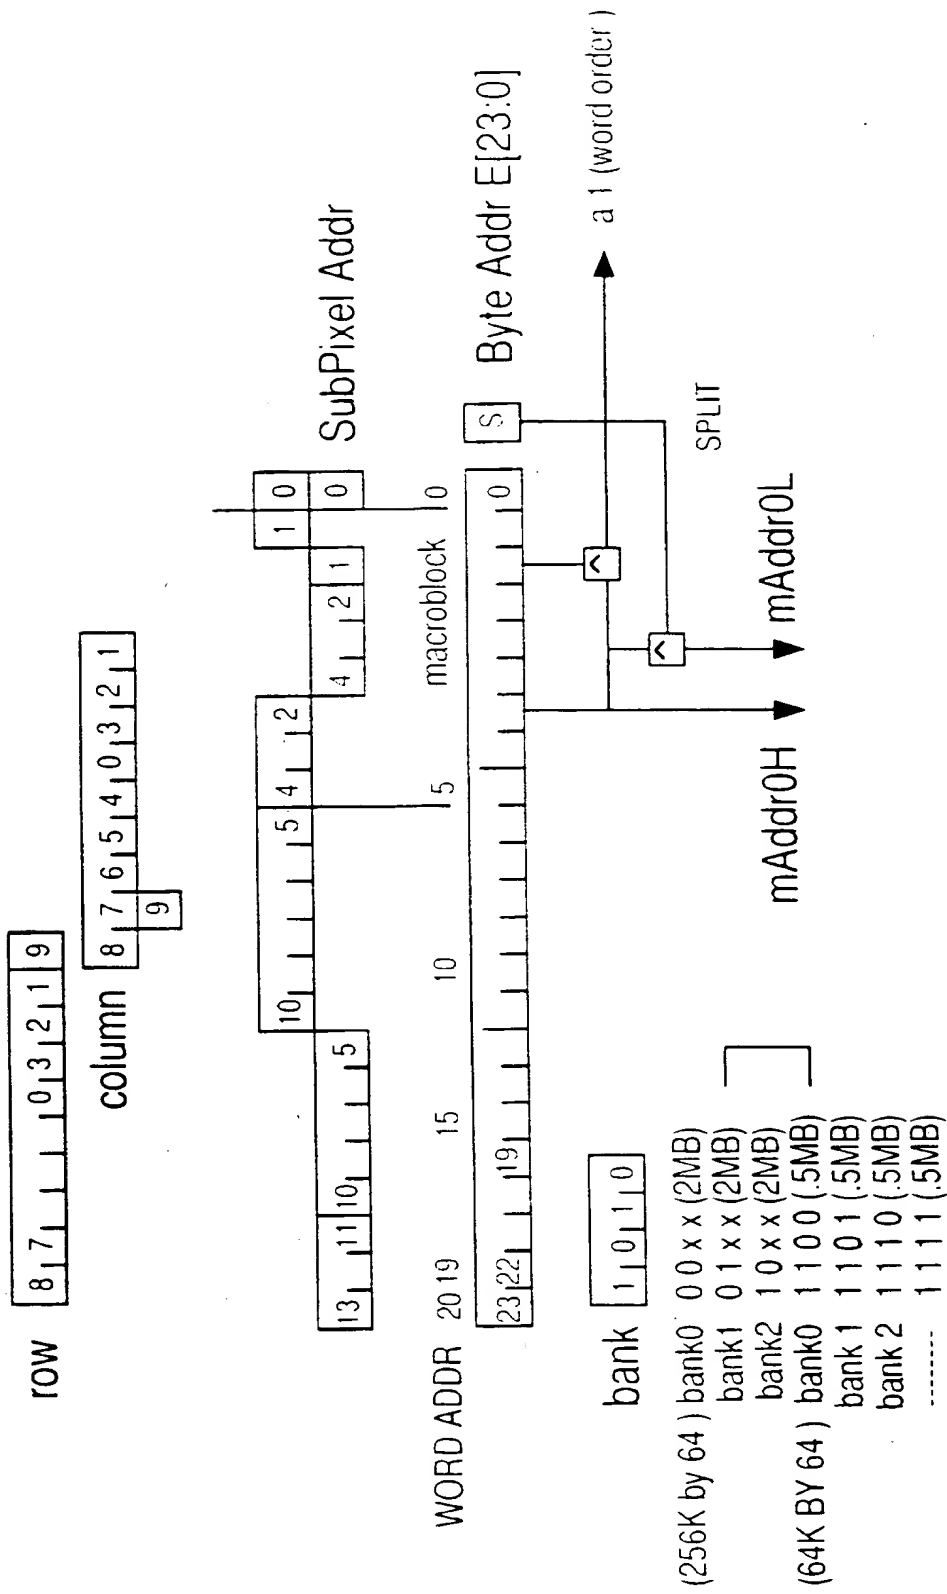 row
8 7 0 3 2 1 9
column
8 7 6 5 4 0 3 2 1
9
10 5 4 2 1 0
13 11 10 5 4 2 1 0
SubPixel Addr
WORD ADDR 20 19 15 10 5 macroblock 0
23 22 19 0
S
Byte Addr E[23:0]
bank
1 0 1 0
^
a 1 (word order )
^
SPLIT
mAddr0H
mAddr0L
(256K by 64 ) bank0 0 0 x x (2MB)
bank1 0 1 x x (2MB)
bank2 1 0 x x (2MB)
(64K BY 64 ) bank0 1 1 0 0 (.5MB)
bank 1 1 1 0 1 (.5MB)
bank 2 1 1 1 0 (.5MB)
-------- 1 1 1 1 (.5MB)